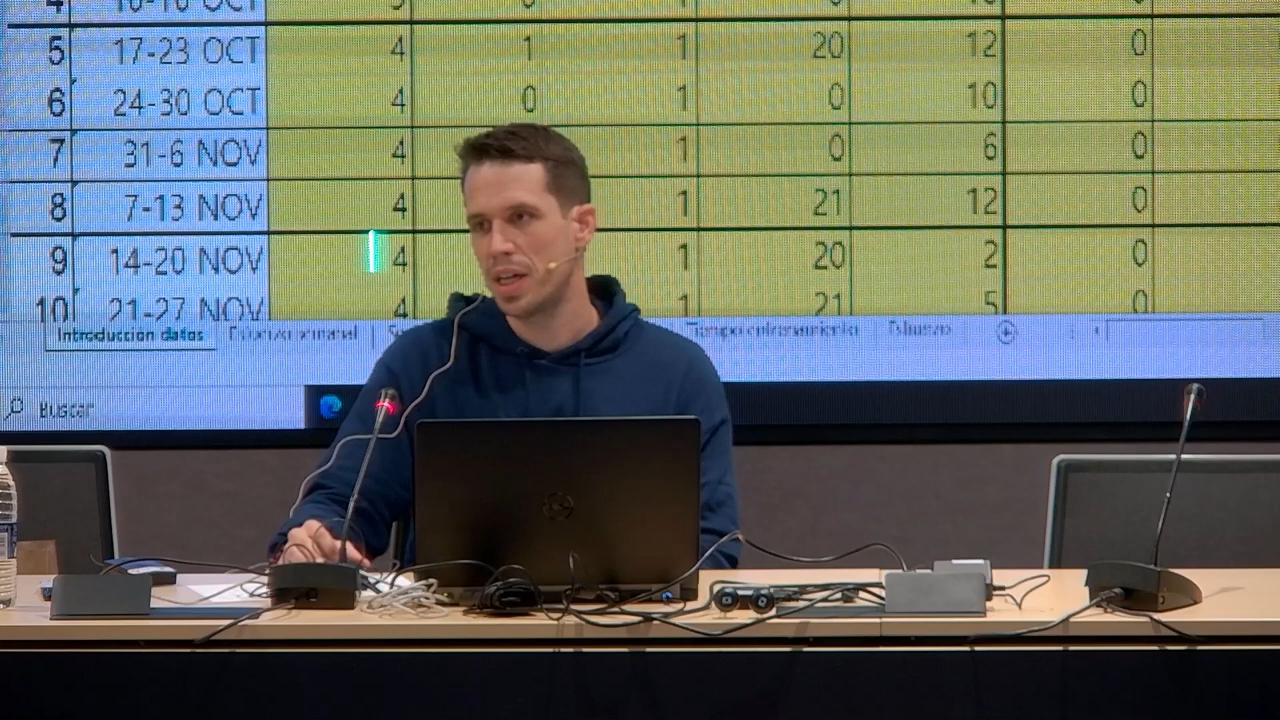 5 17-23 OCT 4 1 1 20 12 0
6 24-30 OCT 4 0 1 0 10 0
7 31-6 NOV 4 1 0 6 0
8 7-13 NOV 4 1 21 12 0
9 14-20 NOV 4 1 20 2 0
10 21-27 NOV 4 1 21 5 0
Introducción datos Tiempo entrenamiento
Buscar